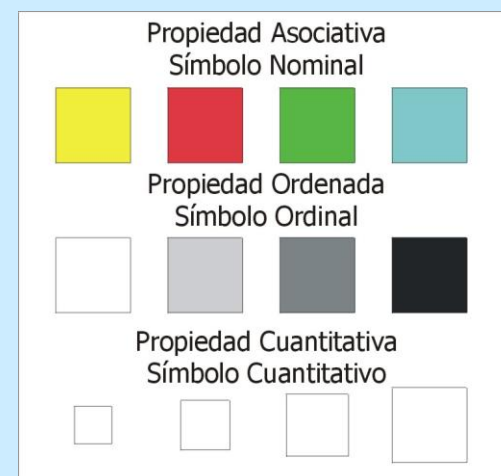 Propiedad Asociativa
Símbolo Nominal
Propiedad Ordenada
Símbolo Ordinal
Propiedad Cuantitativa
Símbolo Cuantitativo